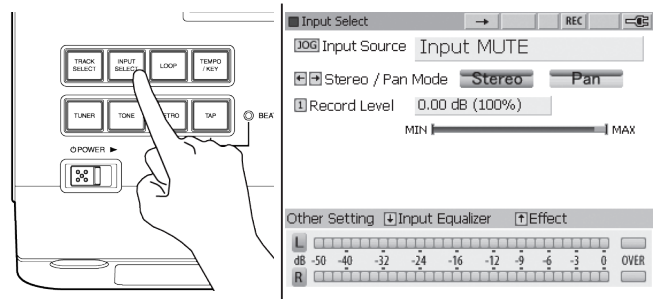 TRACK SELECT
INPUT SELECT
LOOP
TEMPO /KEY
TUNER
TONE
TRO
TAP
BEA
POWER
Input Select
→
REC
JOG Input Source
Input MUTE
←→ Stereo / Pan Mode
Stereo
Pan
1 Record Level
0.00 dB (100%)
MIN
MAX
Other Setting ↓Input Equalizer ↑Effect
L
dB -50 -40 -32 -24 -16 -12 -9 -6 -3 0 OVER
R